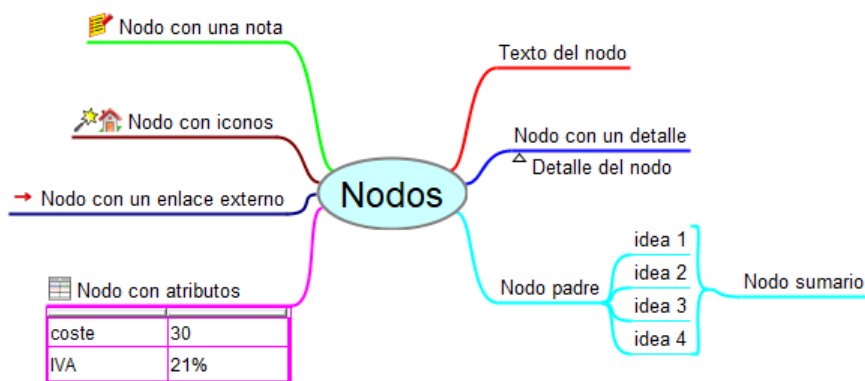 Nodo con una nota
Texto del nodo
Nodo con iconos
Nodo con un detalle
Detalle del nodo
Nodo con un enlace externo
Nodos
idea 1
idea 2
idea 3
idea 4
Nodo padre
Nodo sumario
Nodo con atributos
coste 30
IVA 21%